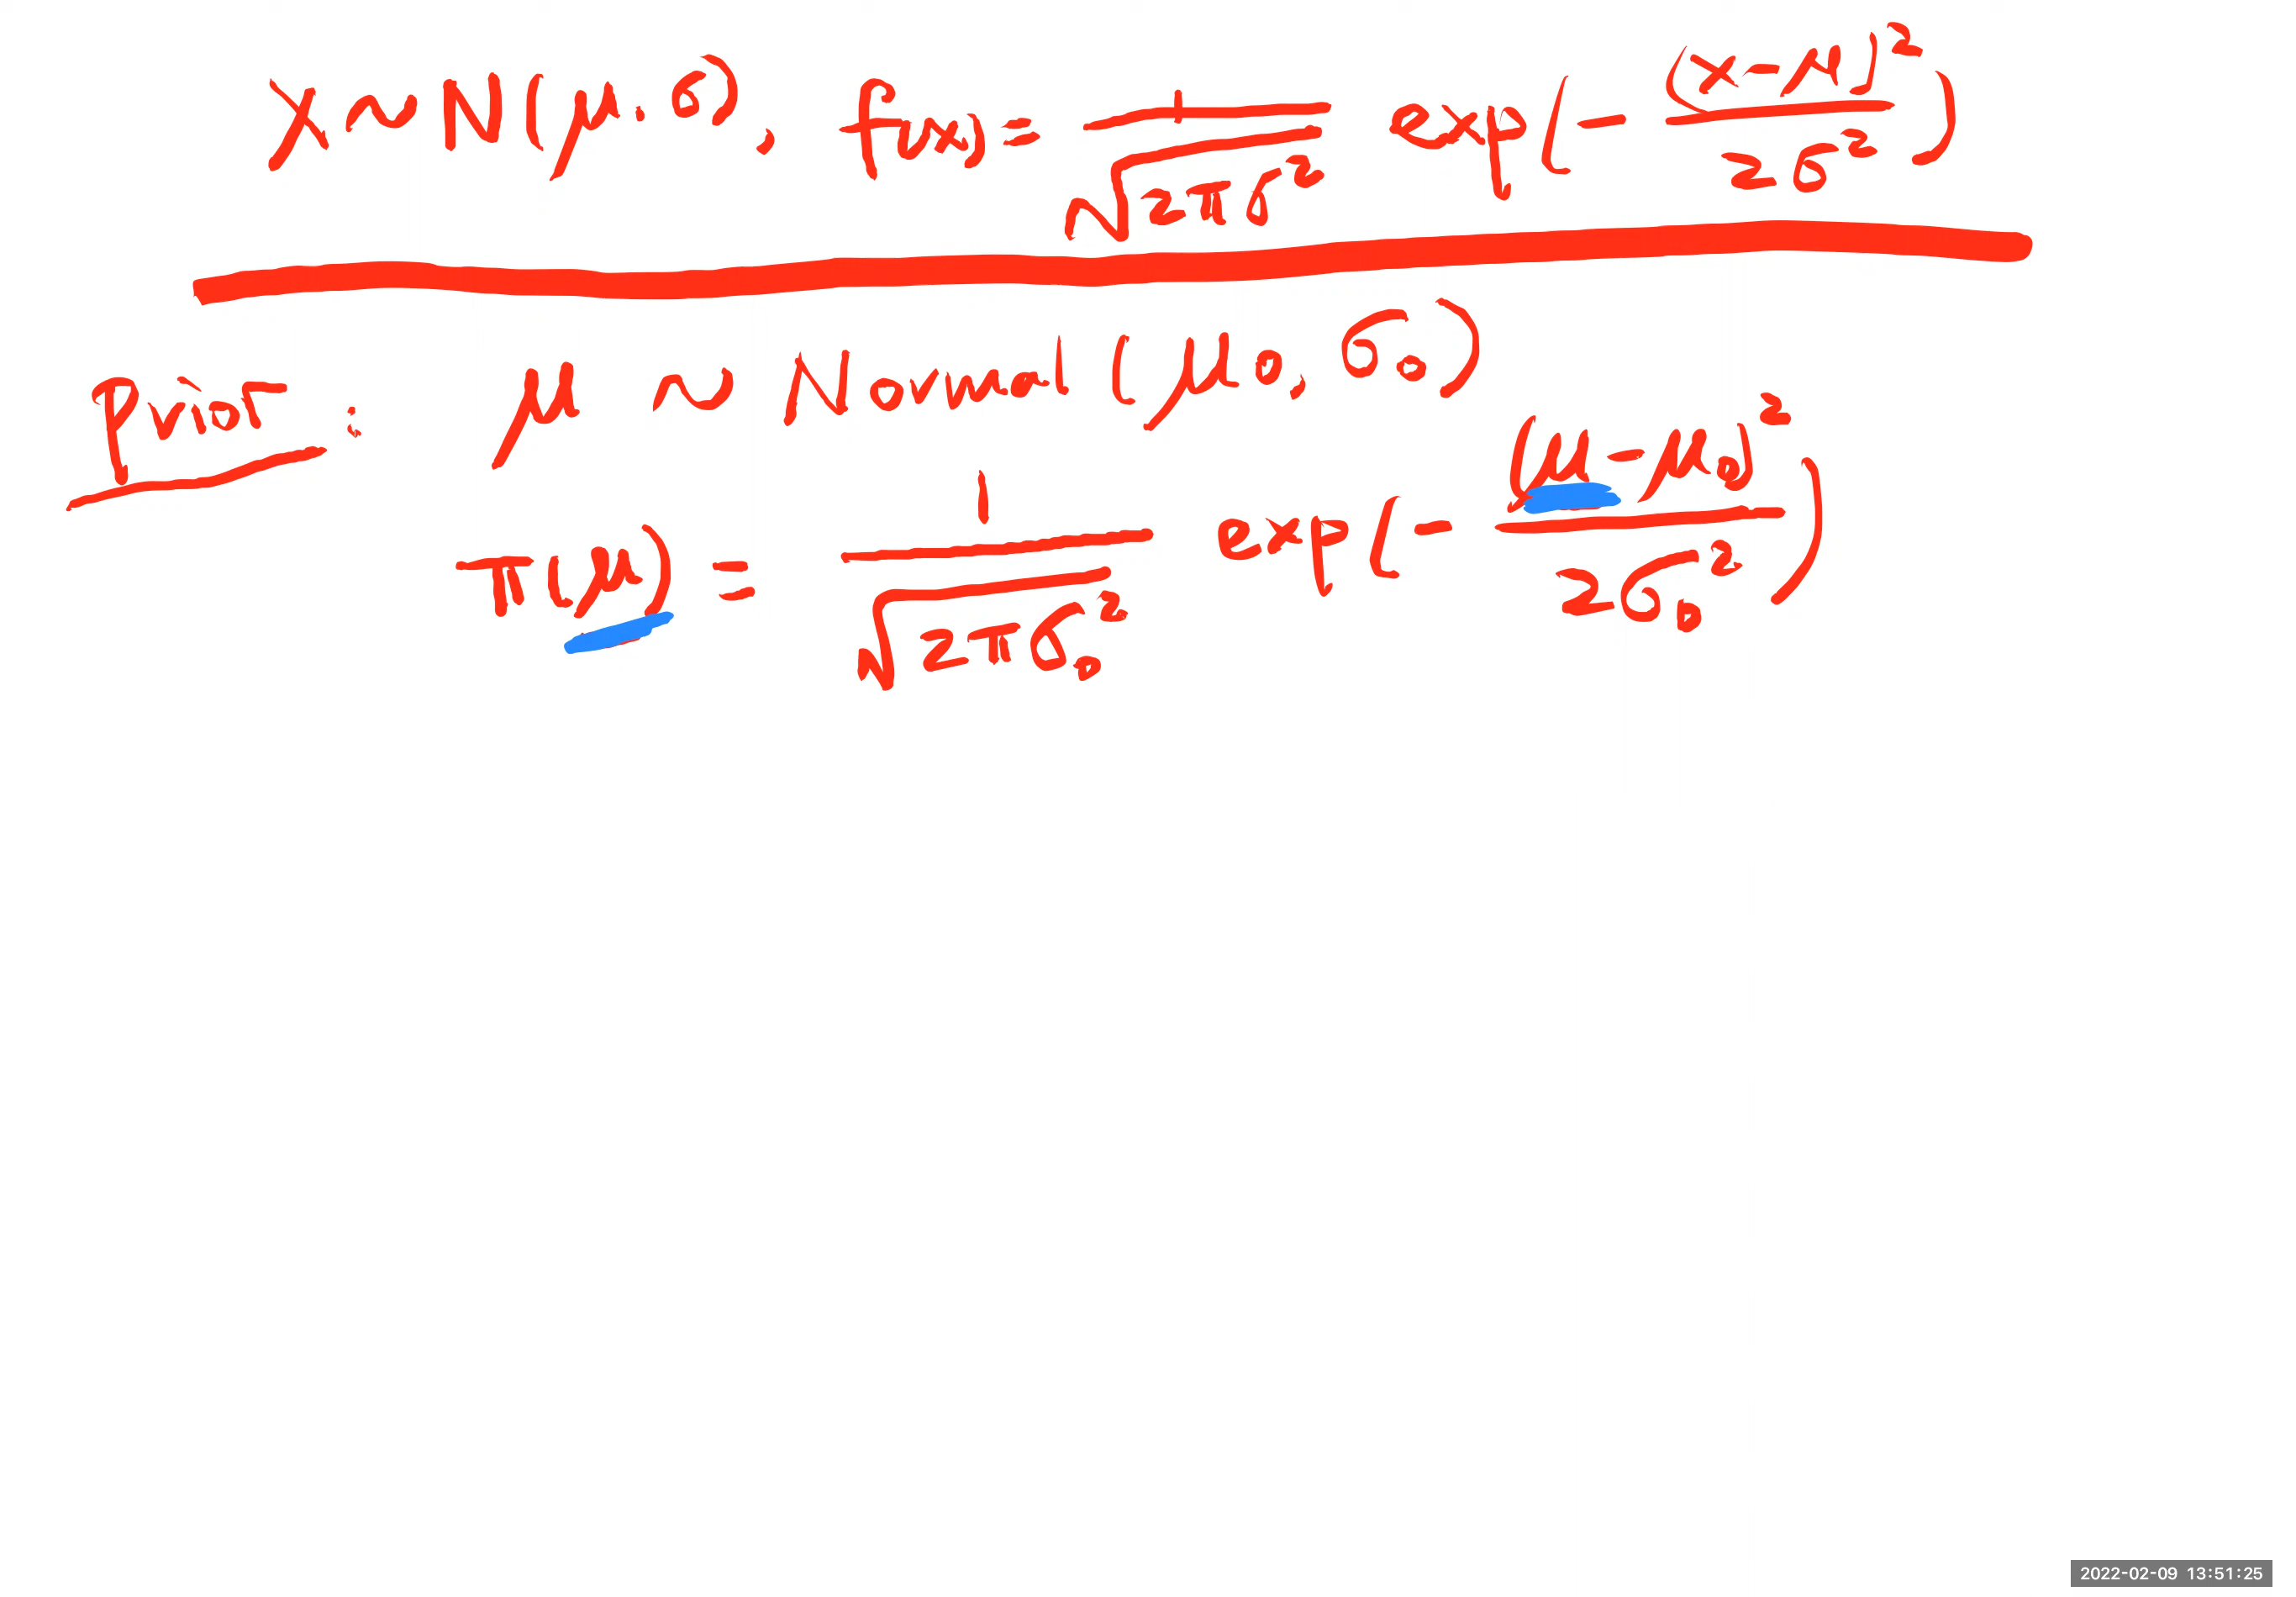 X ~ N(μ, σ), f(x) = 1/√(2πσ²) exp(-(x-μ)²/2σ²)
Prior: μ ~ Normal(μ₀, σ₀)
π(μ) = 1/√(2πσ₀²) exp(-(μ-μ₀)²/2σ₀²)
2022-02-09 13:51:25